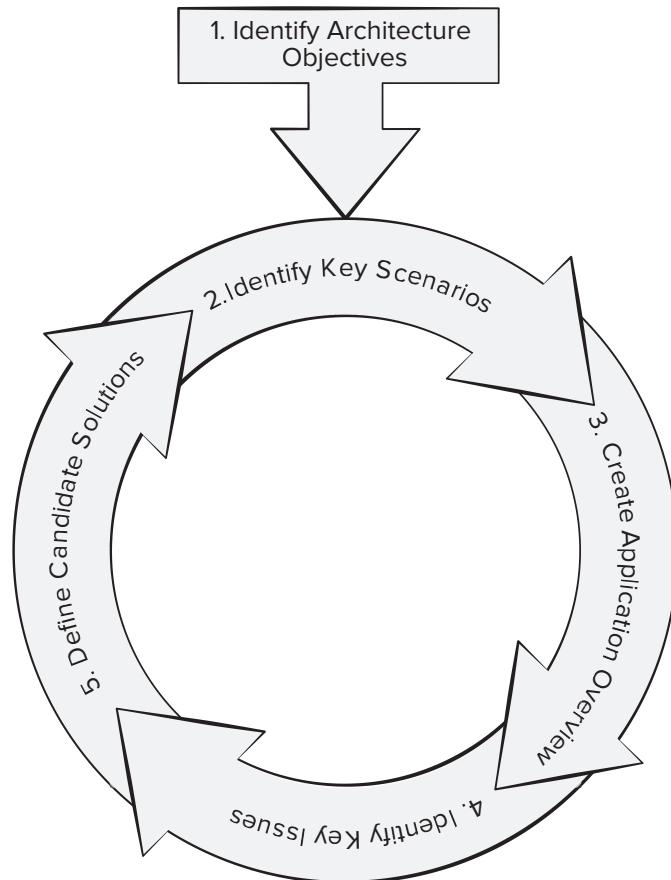 1. Identify Architecture
Objectives
2.Identify Key Scenarios
3. Create Application Overview
4. Identify Key Issues
5. Define Candidate Solutions